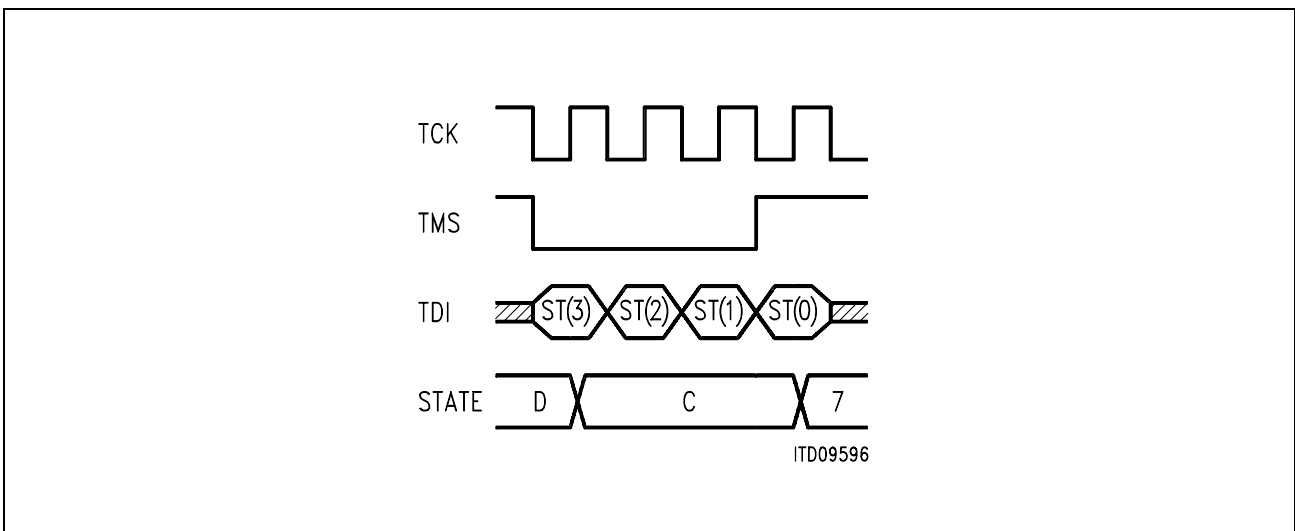 TCK
TMS
TDI ST(3) ST(2) ST(1) ST(0)
STATE D C 7
ITD09596